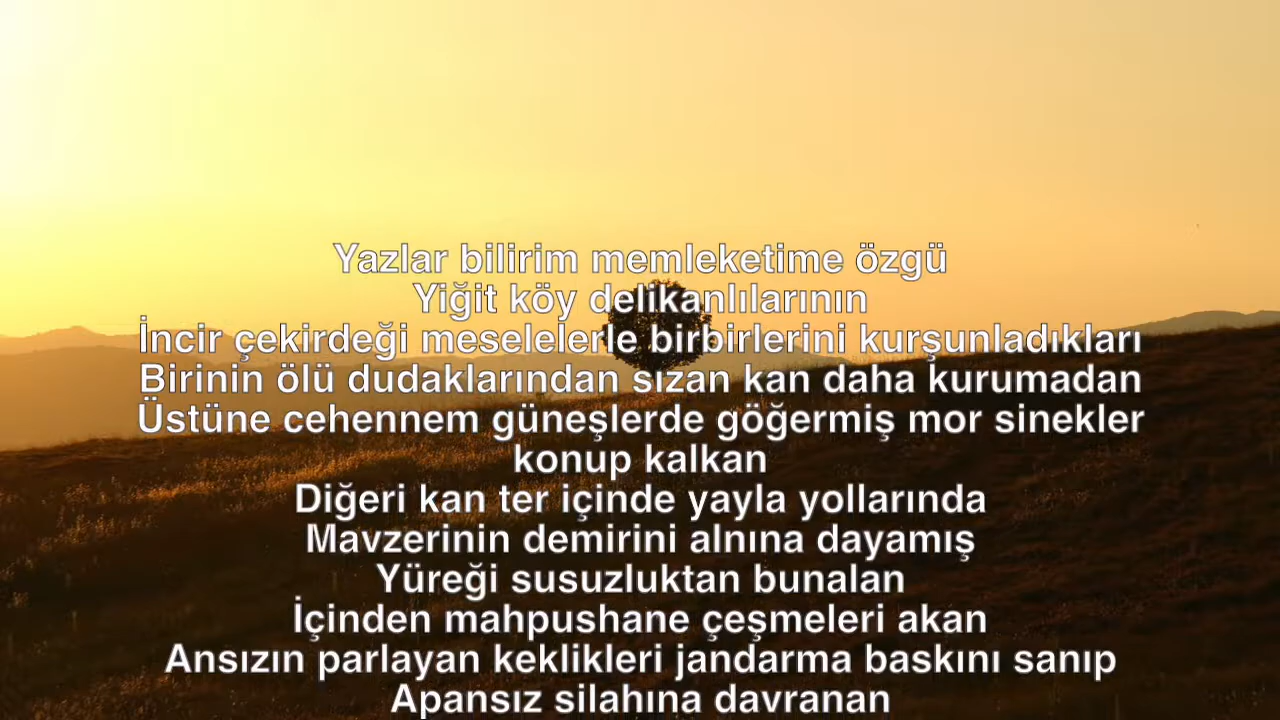 Yazlar bilirim memleketime özgü
Yiğit köy delikanlılarının
İncir çekirdeği meselelerle birbirlerini kurşunladıkları
Birinin ölü dudaklarından sızan kan daha kurumadan
Üstüne cehennem güneşlerde göğermiş mor sinekler
konup kalkan
Diğeri kan ter içinde yayla yollarında
Mavzerinin demirini alnına dayamış
Yüreği susuzluktan bunalan
İçinden mahpushane çeşmeleri akan
Ansızın parlayan keklikleri jandarma baskını sanıp
Apansız silahına davranan